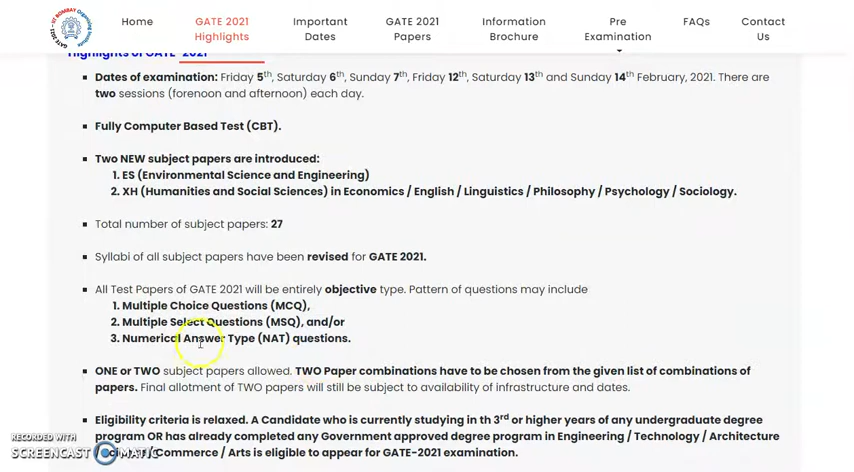 Home
GATE 2021 Highlights
Important Dates
GATE 2021 Papers
Information Brochure
Pre Examination
FAQs
Contact Us
Highlights of GATE 2021
Dates of examination: Friday 5th, Saturday 6th, Sunday 7th, Friday 12th, Saturday 13th and Sunday 14th February, 2021. There are
two sessions (forenoon and afternoon) each day.
Fully Computer Based Test (CBT).
Two NEW subject papers are introduced:
1. ES (Environmental Science and Engineering)
2. XH (Humanities and Social Sciences) in Economics / English / Linguistics / Philosophy / Psychology / Sociology.
Total number of subject papers: 27
Syllabi of all subject papers have been revised for GATE 2021.
All Test Papers of GATE 2021 will be entirely objective type. Pattern of questions may include
1. Multiple Choice Questions (MCQ),
2. Multiple Select Questions (MSQ), and/or
3. Numerical Answer Type (NAT) questions.
ONE or TWO subject papers allowed. TWO Paper combinations have to be chosen from the given list of combinations of
papers. Final allotment of TWO papers will still be subject to availability of infrastructure and dates.
Eligibility criteria is relaxed. A Candidate who is currently studying in th 3rd or higher years of any undergraduate degree
program OR has already completed any Government approved degree program in Engineering / Technology / Architecture
/ Commerce / Arts is eligible to appear for GATE-2021 examination.
RECORDED WITH
SCREENCAST MATIC